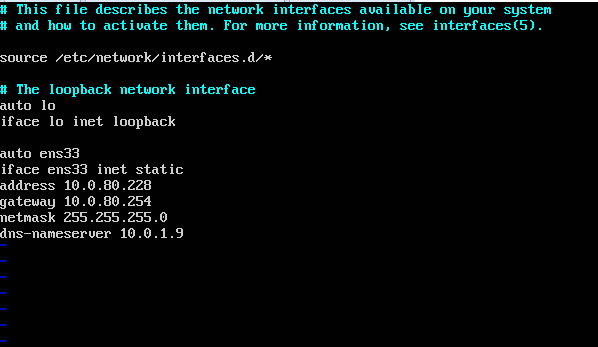 # This file describes the network interfaces available on your system
# and how to activate them. For more information, see interfaces(5).
source /etc/network/interfaces.d/*
# The loopback network interface
auto lo
iface lo inet loopback
auto ens33
iface ens33 inet static
address 10.0.80.228
gateway 10.0.80.254
netmask 255.255.255.0
dns-nameserver 10.0.1.9
~
~
~
~
~
~
~